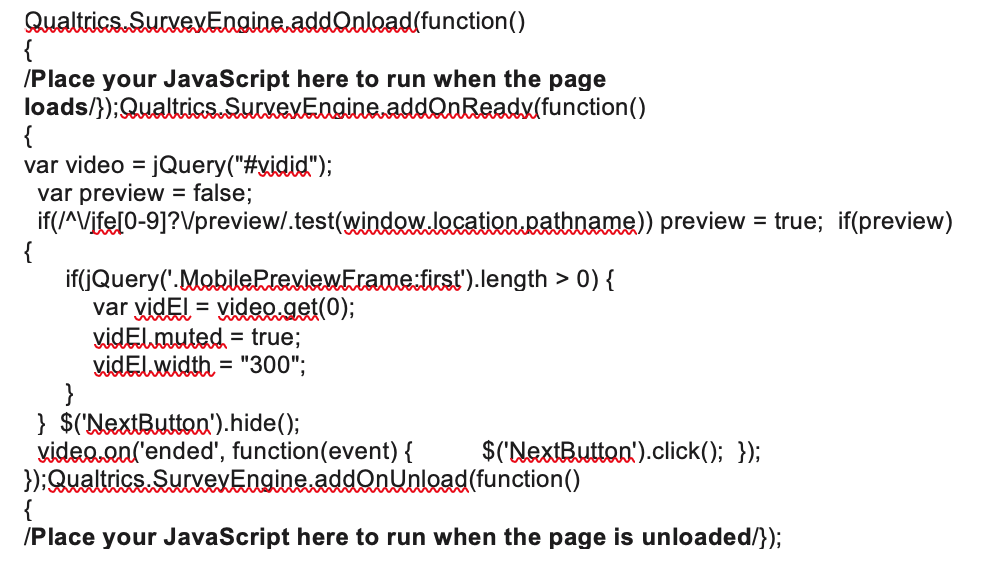 Qualtrics.SurveyEngine.addOnload(function()
{
/Place your JavaScript here to run when the page
loads/});Qualtrics.SurveyEngine.addOnReady(function()
{
var video = jQuery("#vidid");
var preview = false;
if(/^\/jfe[0-9]?\/preview/.test(window.location.pathname)) preview = true;  if(preview)
{
if(jQuery('.MobilePreviewFrame:first').length > 0) {
var vidEl = video.get(0);
vidEl.muted = true;
vidEl.width = "300";
}
}  $('NextButton').hide();
video.on('ended', function(event) {          $('NextButton').click();  });
});Qualtrics.SurveyEngine.addOnUnload(function()
{
/Place your JavaScript here to run when the page is unloaded/});